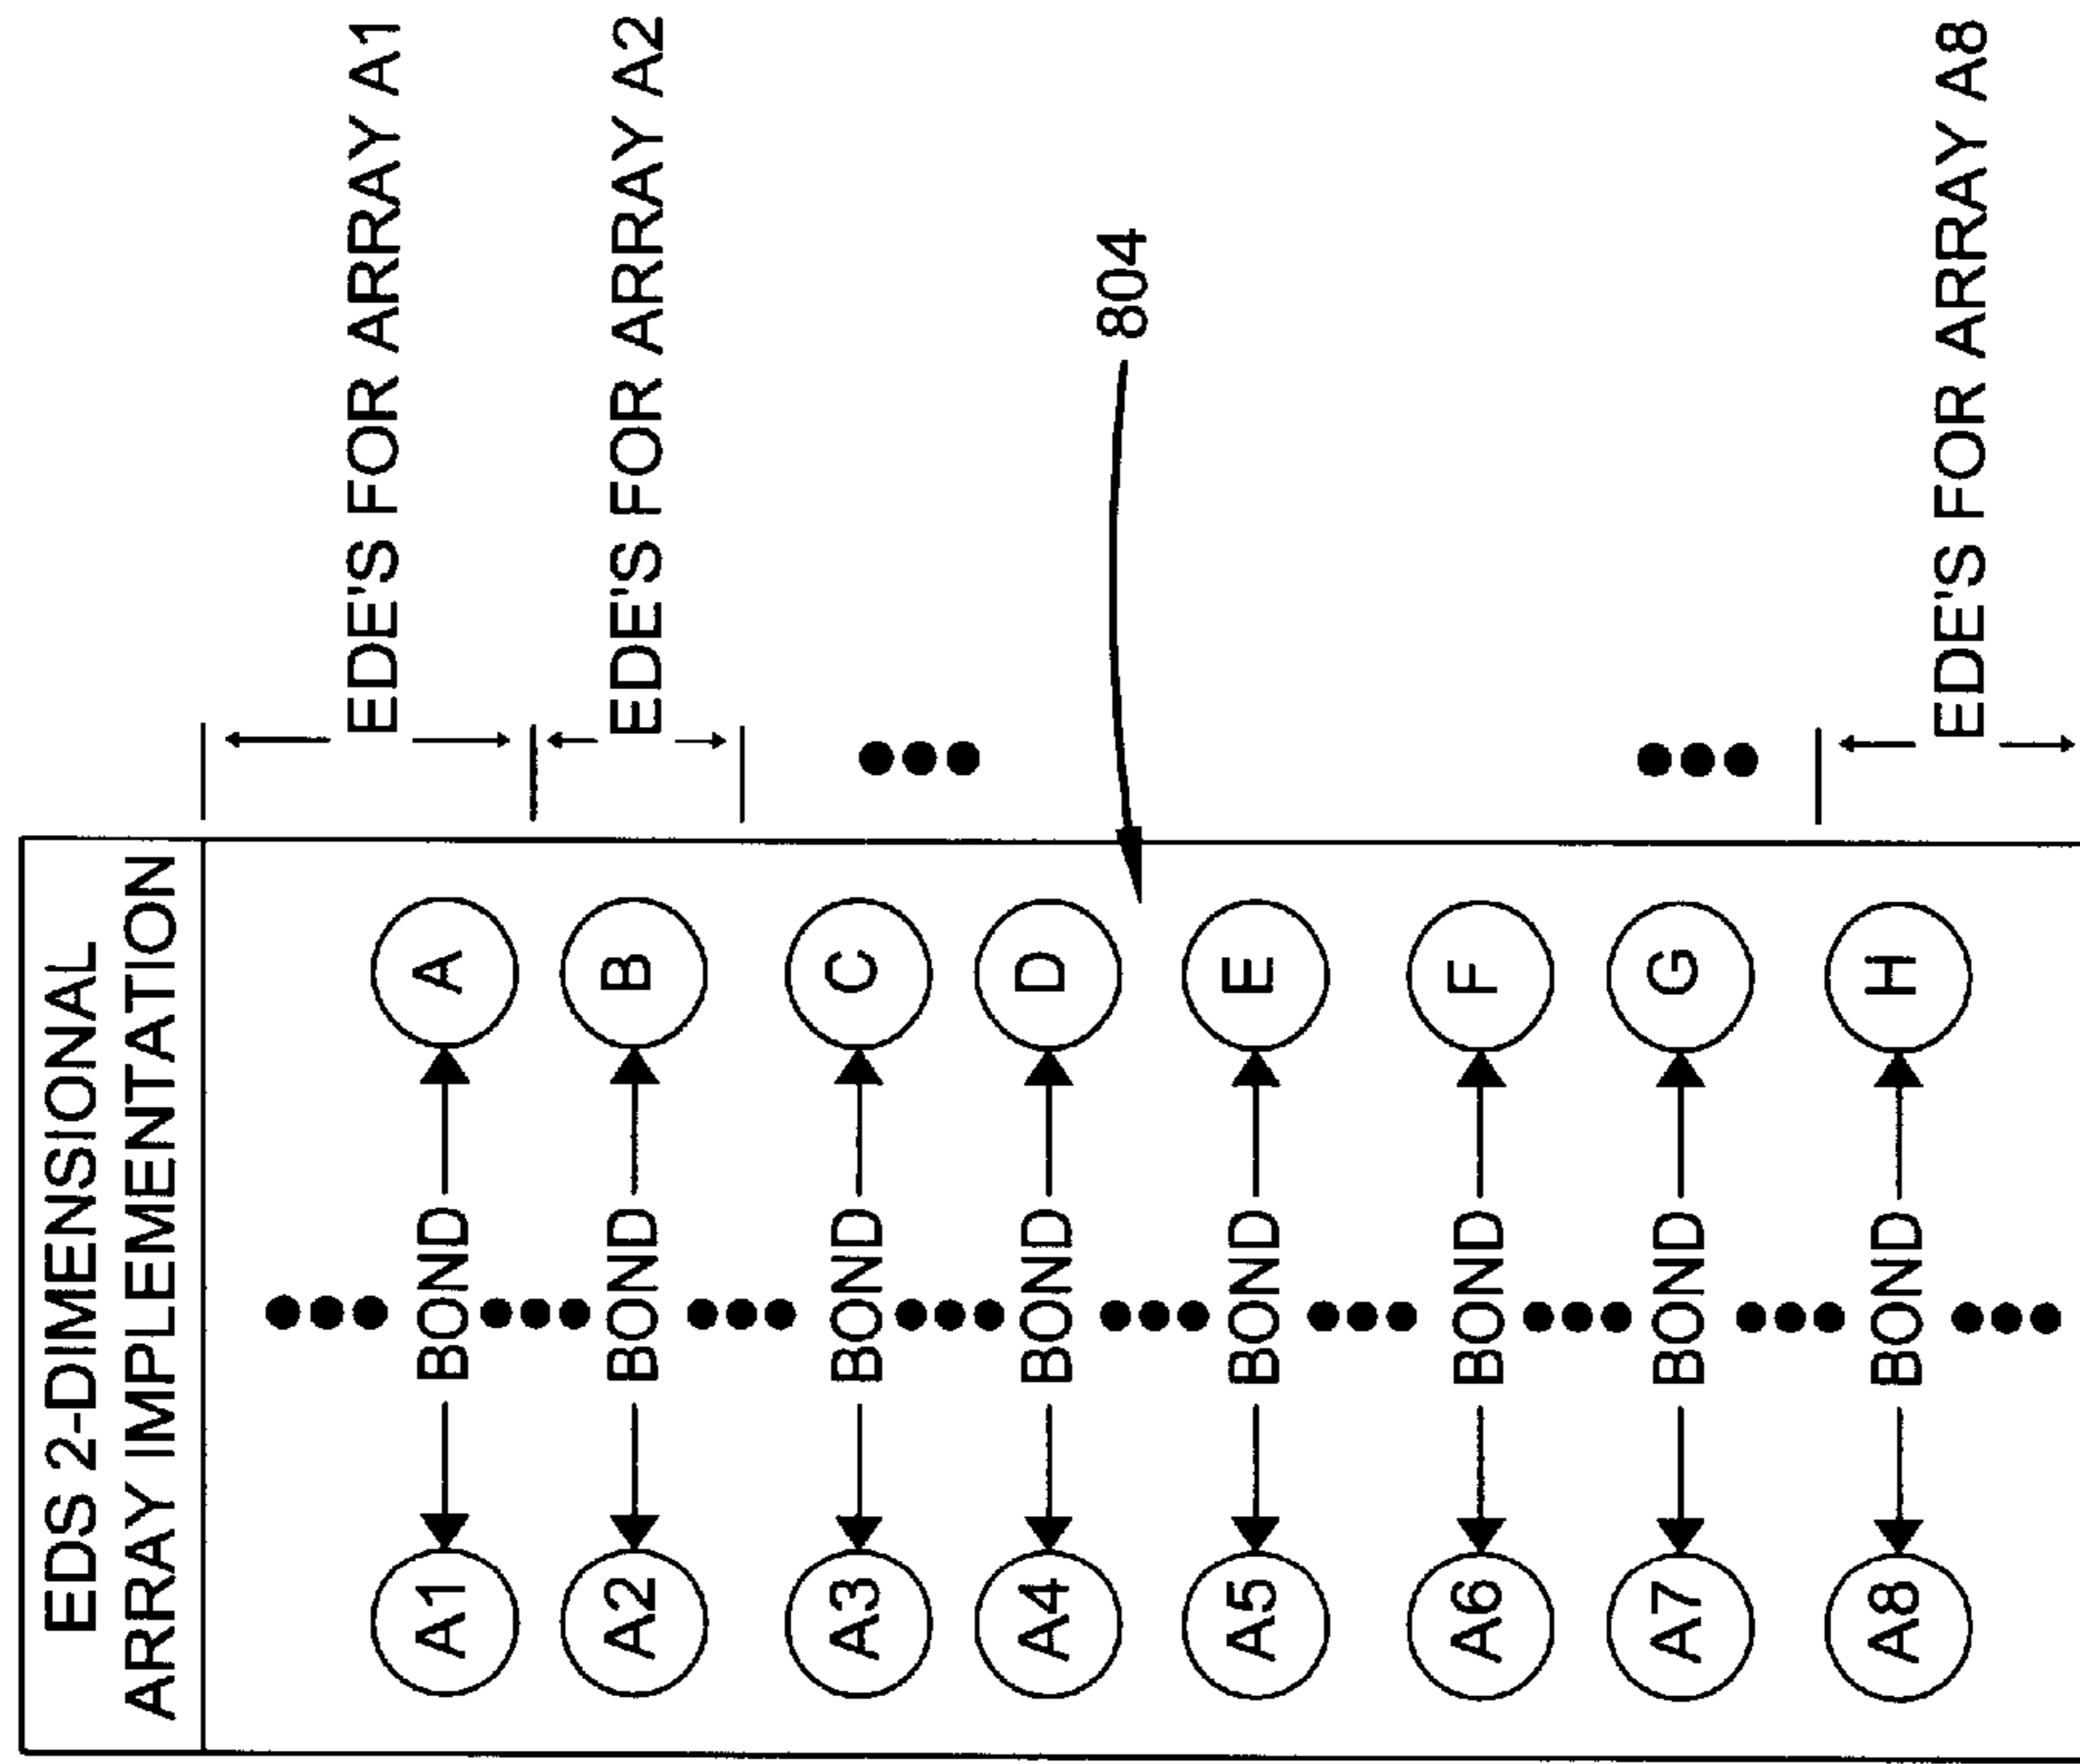 EDS 2-DIMENSIONAL
ARRAY IMPLEMENTATION
A1 BOND A
EDE'S FOR ARRAY A1
A2 BOND B
EDE'S FOR ARRAY A2
A3 BOND C
A4 BOND D
804
A5 BOND E
A6 BOND F
A7 BOND G
A8 BOND H
EDE'S FOR ARRAY A8